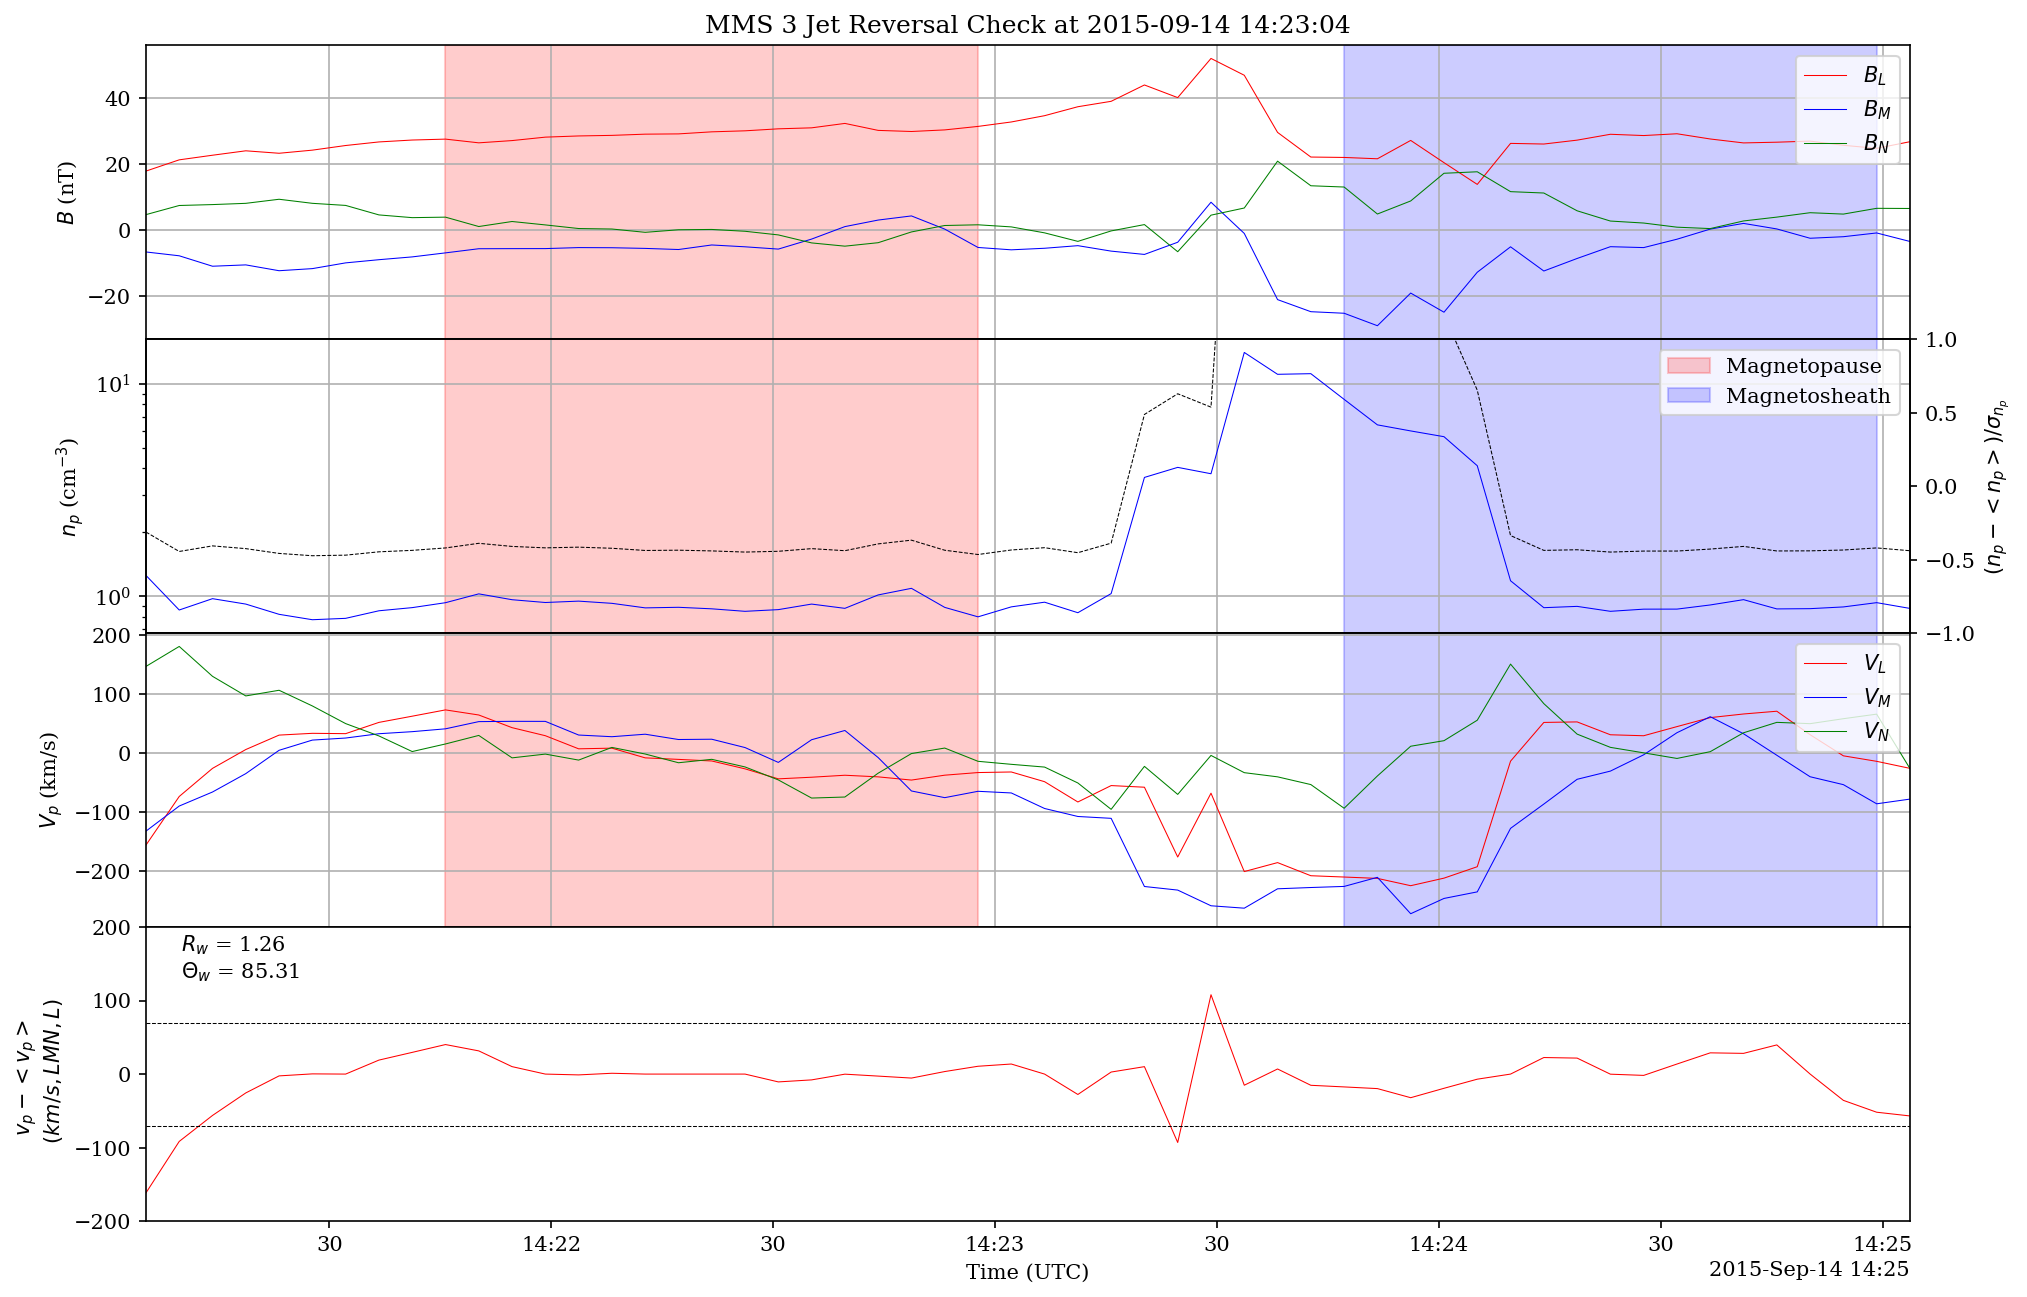 MMS 3 Jet Reversal Check at 2015-09-14 14:23:04
B (nT)
40
20
0
−20
B_L
B_M
B_N
n_p (cm^−3)
10^1
10^0
1.0
0.5
0.0
−0.5
−1.0
(n_p − < n_p >)/σ_{n_p}
Magnetopause
Magnetosheath
V_p (km/s)
200
100
0
−100
−200
V_L
V_M
V_N
v_p − < v_p >
(km/s, LMN, L)
200
100
0
−100
−200
R_w = 1.26
Θ_w = 85.31
30
14:22
30
14:23
30
14:24
30
14:25
Time (UTC)
2015-Sep-14 14:25